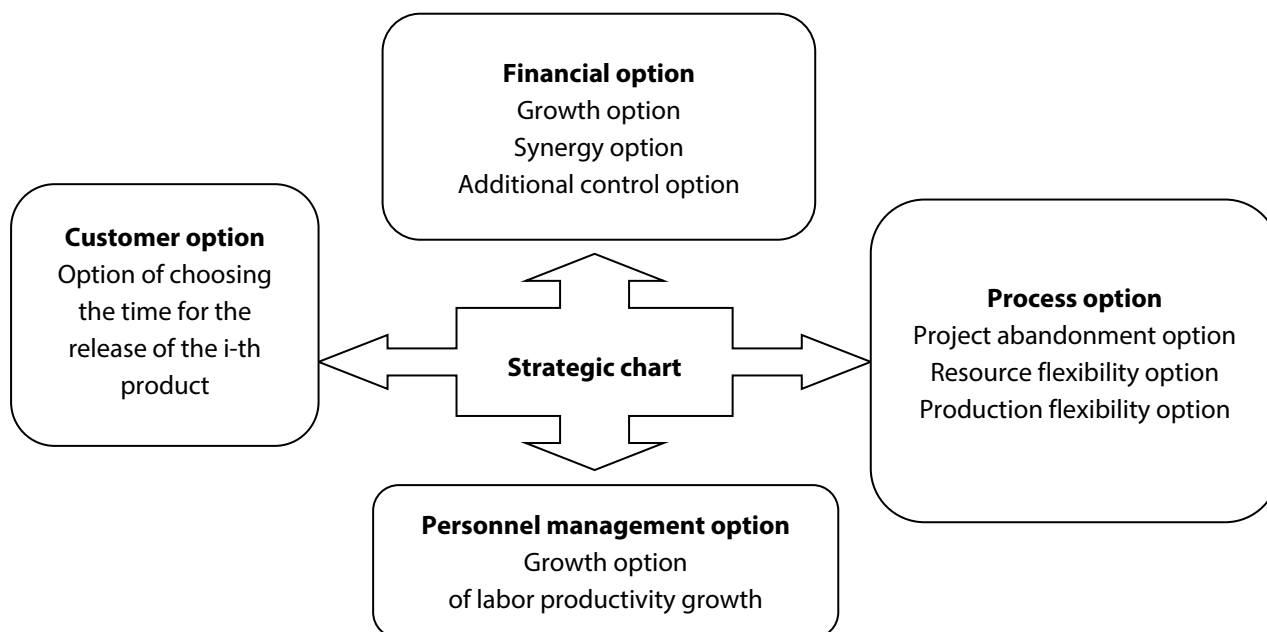 Financial option
Growth option
Synergy option
Additional control option
Customer option
Option of choosing
the time for the
release of the i-th
product
Strategic chart
Process option
Project abandonment option
Resource flexibility option
Production flexibility option
Personnel management option
Growth option
of labor productivity growth